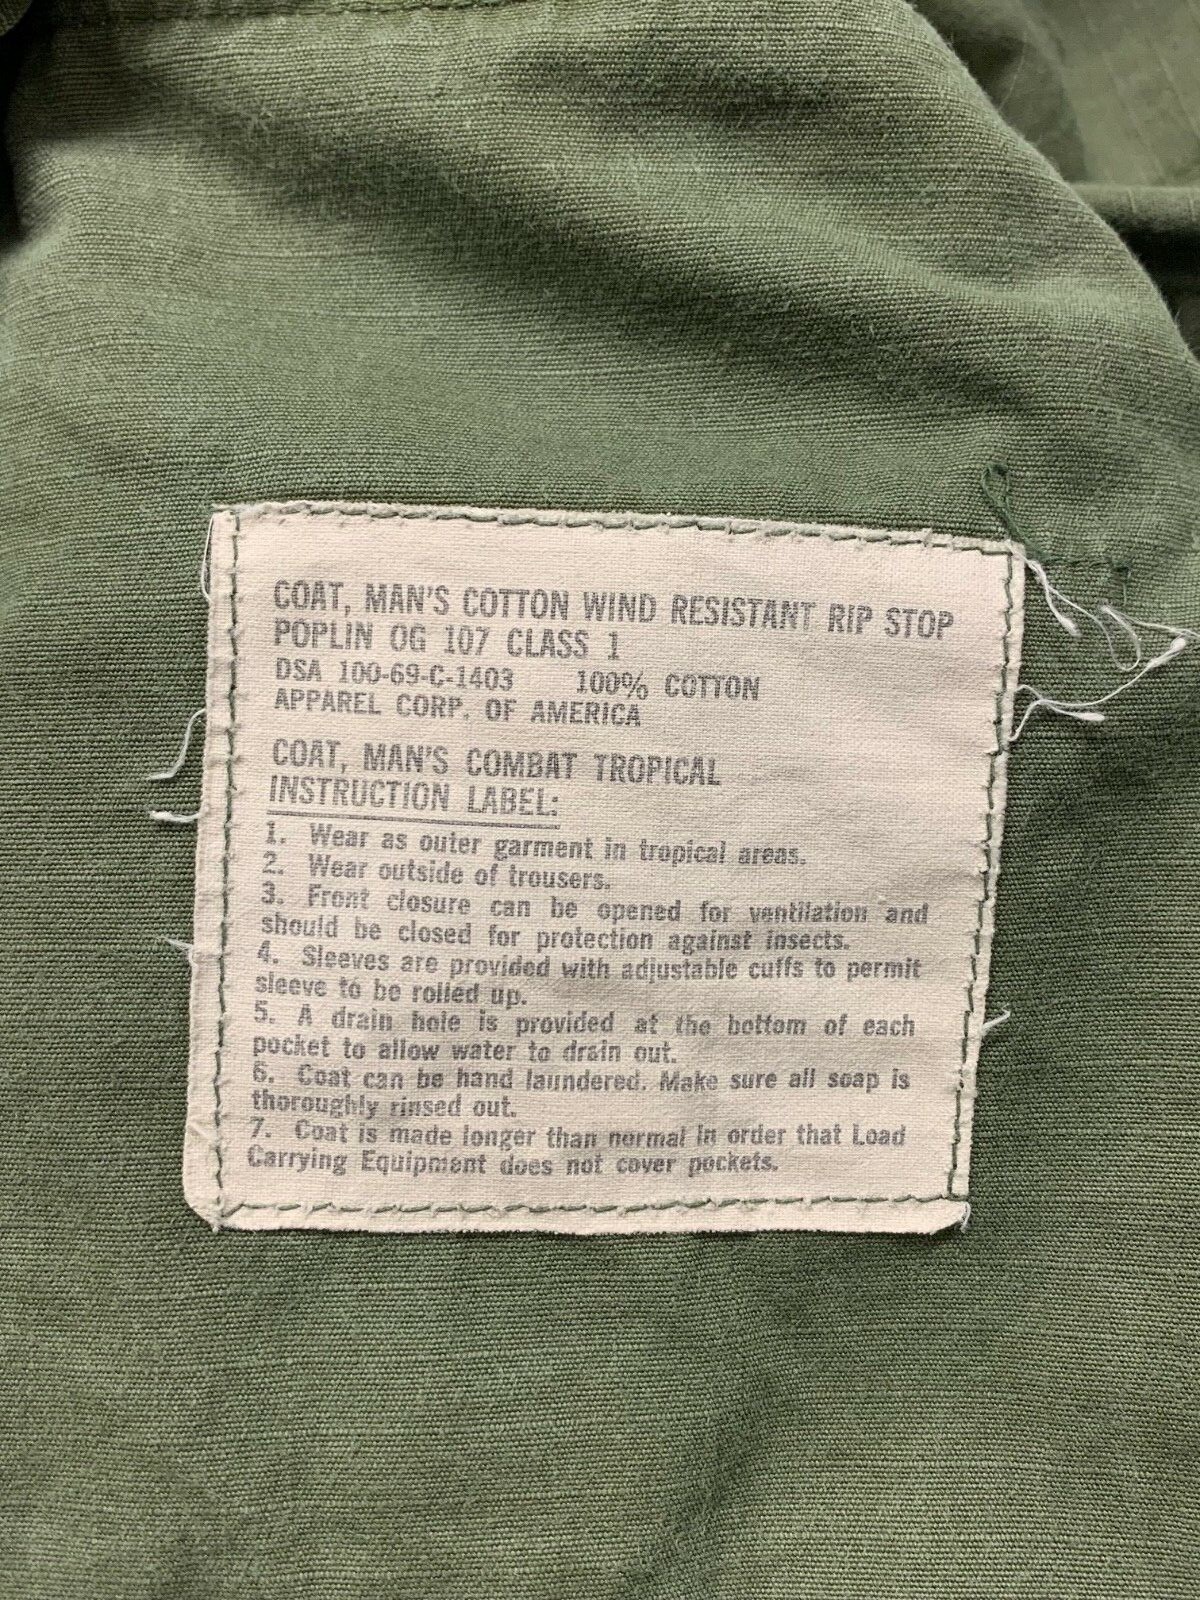 COAT, MAN'S COTTON WIND RESISTANT RIP STOP
POPLIN OG 107 CLASS 1
DSA 100-69-C-1403 100% COTTON
APPAREL CORP. OF AMERICA
COAT, MAN'S COMBAT TROPICAL
INSTRUCTION LABEL:
1. Wear as outer garment in tropical areas.
2. Wear outside of trousers.
3. Front closure can be opened for ventilation and
should be closed for protection against insects.
4. Sleeves are provided with adjustable cuffs to permit
sleeve to be rolled up.
5. A drain hole is provided at the bottom of each
pocket to allow water to drain out.
6. Coat can be hand laundered. Make sure all soap is
thoroughly rinsed out.
7. Coat is made longer than normal in order that Load
Carrying Equipment does not cover pockets.